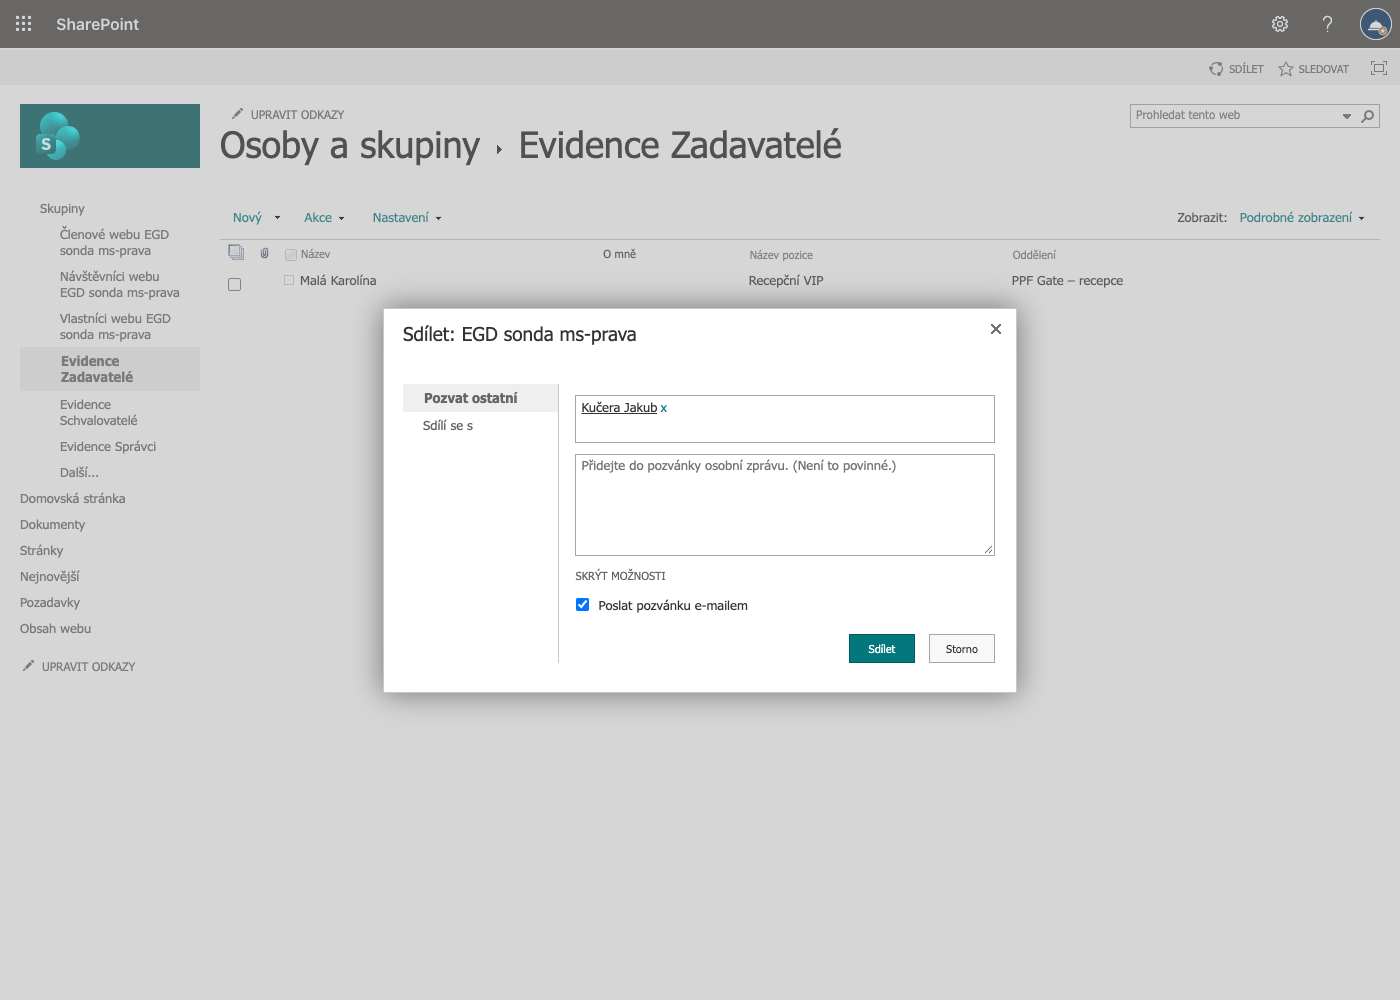 SharePoint
SDÍLET
SLEDOVAT
UPRAVIT ODKAZY
Prohledat tento web
Osoby a skupiny ▸ Evidence Zadavatelé
S
Skupiny
Členové webu EGD
sonda ms-prava
Návštěvníci webu
EGD sonda ms-prava
Vlastníci webu EGD
sonda ms-prava
Evidence
Zadavatelé
Evidence
Schvalovatelé
Evidence Správci
Další...
Domovská stránka
Dokumenty
Stránky
Nejnovější
Pozadavky
Obsah webu
UPRAVIT ODKAZY
Nový Akce Nastavení Zobrazit: Podrobné zobrazení
Název O mně Název pozice Oddělení
Malá Karolína Recepční VIP PPF Gate – recepce
Sdílet: EGD sonda ms-prava
Pozvat ostatní
Sdílí se s
Kučera Jakub x
Přidejte do pozvánky osobní zprávu. (Není to povinné.)
SKRÝT MOŽNOSTI
Poslat pozvánku e-mailem
Sdílet Storno